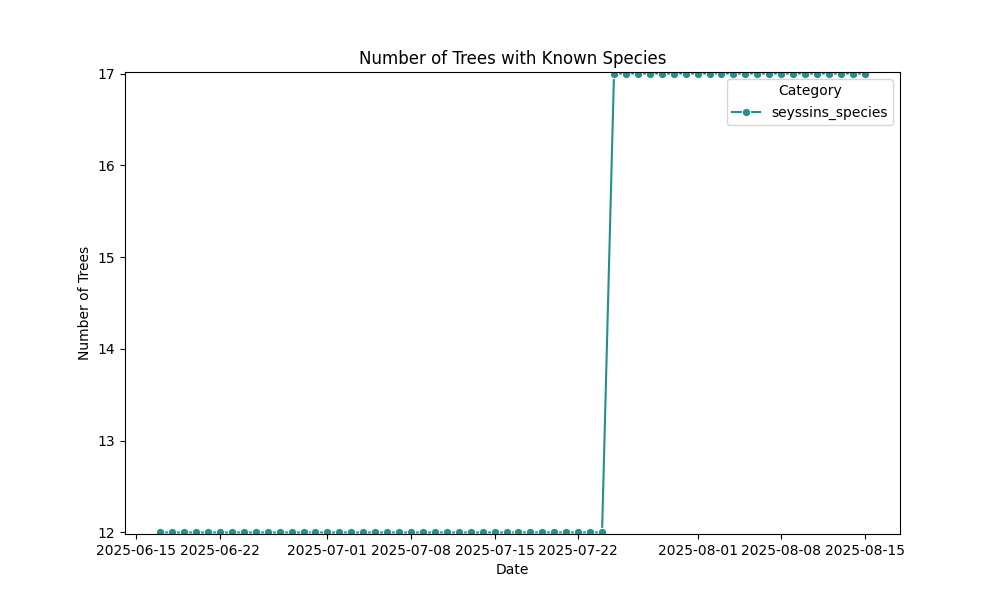 Number of Trees with Known Species
17
16
15
14
13
12
Number of Trees
Category
seyssins_species
2025-06-15 2025-06-22 2025-07-01 2025-07-08 2025-07-15 2025-07-22 2025-08-01 2025-08-08 2025-08-15
Date